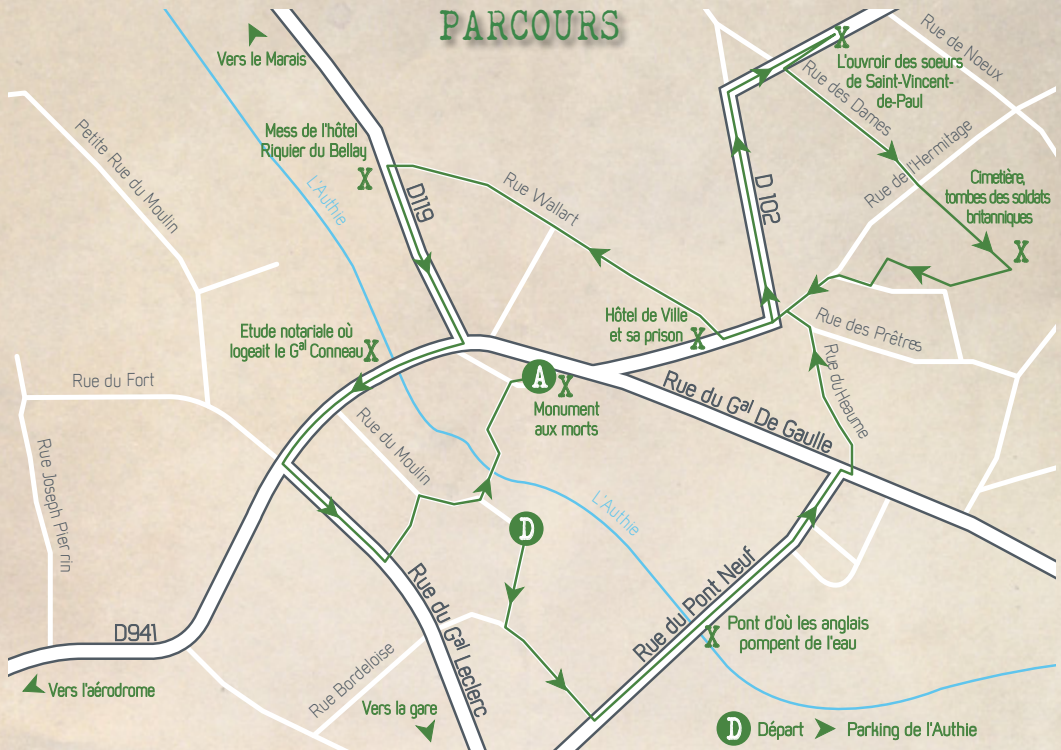 PARCOURS
Vers le Marais
Rue de Noeux
X
L'ouvroir des soeurs
de Saint-Vincent-
de-Paul
Rue des Dames
Petite Rue du Moulin
Mess de l'hôtel
Riquier du Bellay
X
L'Authie
D119
Rue Wallart
D 102
Rue de l'Hermitage
Cimetière,
tombes des soldats
britanniques
X
Hôtel de Ville
et sa prison
X
Rue des Prêtres
Etude notariale où
logeait le Gal Conneau
X
Rue du Fort
A
X
Monument
aux morts
Rue du Gal De Gaulle
Rue du Heaume
Rue du Moulin
Rue Joseph Pier rin
L'Authie
D
Rue du Pont Neuf
Rue du Gal Leclerc
X
Pont d'où les anglais
pompent de l'eau
D941
Vers l'aérodrome
Rue Bordeloise
Vers la gare
D
Départ
Parking de l'Authie